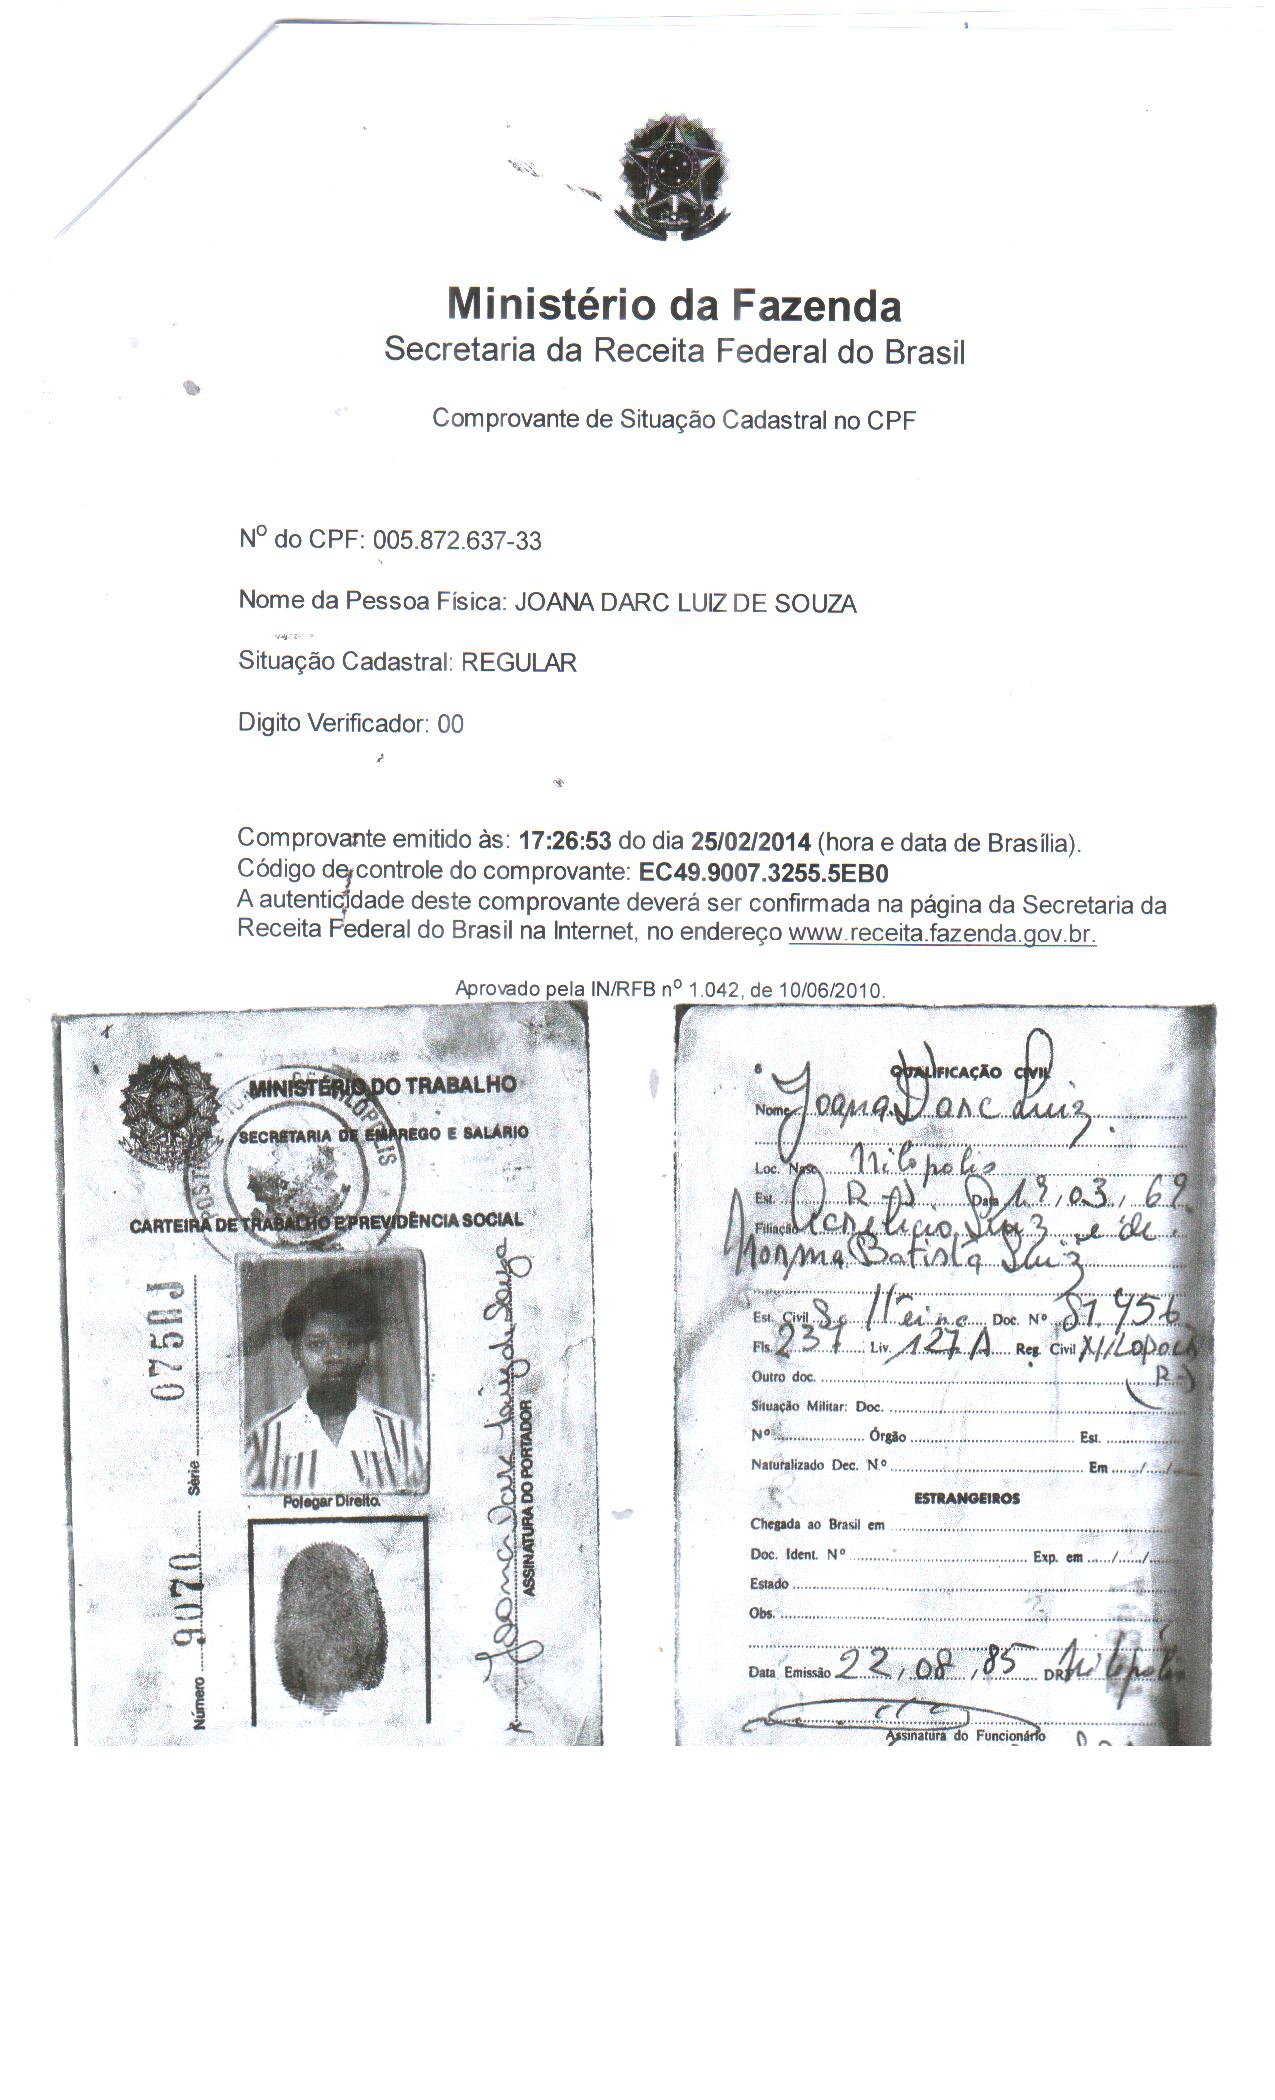 Ministério da Fazenda
Secretaria da Receita Federal do Brasil
Comprovante de Situação Cadastral no CPF
Nº do CPF: 005.872.637-33
Nome da Pessoa Física: JOANA DARC LUIZ DE SOUZA
Situação Cadastral: REGULAR
Digito Verificador: 00
Comprovante emitido às: 17:26:53 do dia 25/02/2014 (hora e data de Brasília).
Código de controle do comprovante: EC49.9007.3255.5EB0
A autenticidade deste comprovante deverá ser confirmada na página da Secretaria da
Receita Federal do Brasil na Internet, no endereço www.receita.fazenda.gov.br.
Aprovado pela IN/RFB nº 1.042, de 10/06/2010.
MINISTÉRIO DO TRABALHO
SECRETARIA DE EMPREGO E SALÁRIO
CARTEIRA DE TRABALHO E PREVIDÊNCIA SOCIAL
Número 9070 Série 075RJ
Polegar Direito
Joana Darc Luiz de Souza
ASSINATURA DO PORTADOR
QUALIFICAÇÃO CIVIL
Nome Joana Darc Luiz
Loc. Nasc. Nilópolis
Est. RJ Data 19, 03, 69
Filiação Luiz e de
Norma Batista Luiz
Est. Civil Solteira Doc. Nº 81.456
Fls. 237 Liv. 127A Reg. Civil
Outro doc. RJ
Situação Militar: Doc.
Nº Órgão Est.
Naturalizado Dec. N.º Em / /
ESTRANGEIROS
Chegada ao Brasil em
Doc. Ident. Nº Exp. em / /
Estado
Obs.
Data Emissão 22, 08, 85 DRT Nilópolis
Assinatura do Funcionário